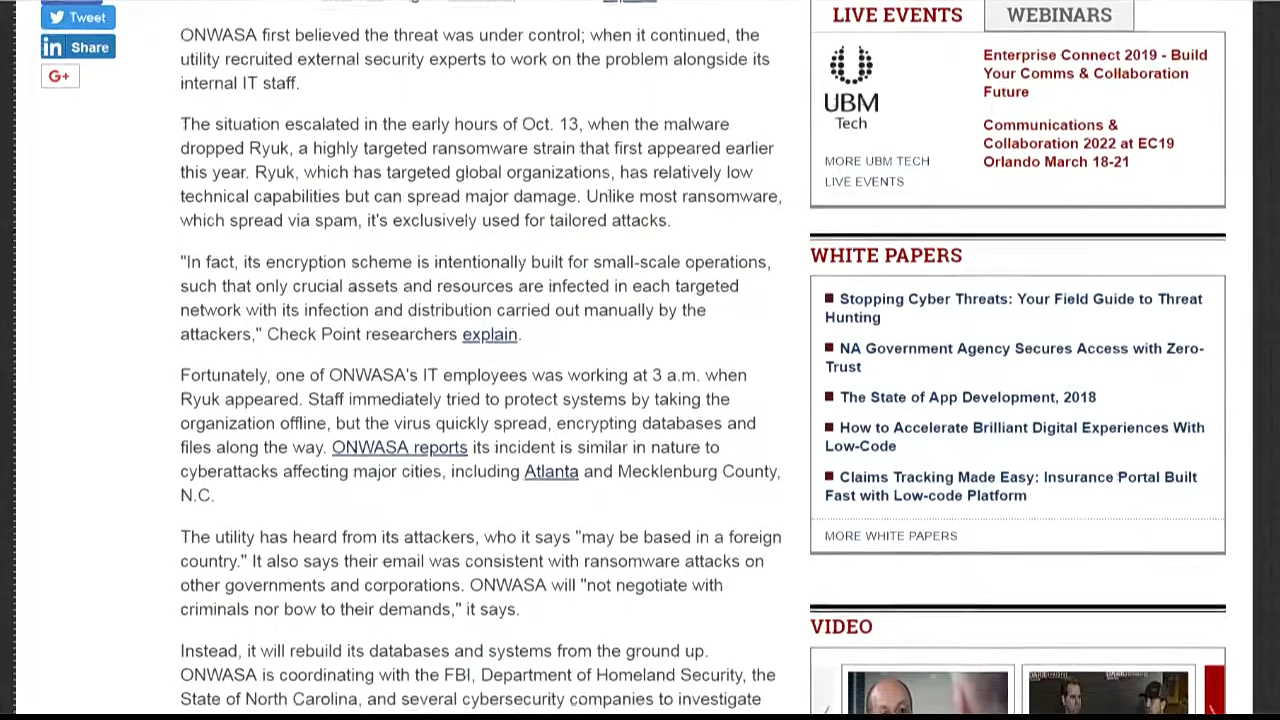 Tweet
Share
G+
ONWASA first believed the threat was under control; when it continued, the
utility recruited external security experts to work on the problem alongside its
internal IT staff.
The situation escalated in the early hours of Oct. 13, when the malware
dropped Ryuk, a highly targeted ransomware strain that first appeared earlier
this year. Ryuk, which has targeted global organizations, has relatively low
technical capabilities but can spread major damage. Unlike most ransomware,
which spread via spam, it's exclusively used for tailored attacks.
"In fact, its encryption scheme is intentionally built for small-scale operations,
such that only crucial assets and resources are infected in each targeted
network with its infection and distribution carried out manually by the
attackers," Check Point researchers explain.
Fortunately, one of ONWASA's IT employees was working at 3 a.m. when
Ryuk appeared. Staff immediately tried to protect systems by taking the
organization offline, but the virus quickly spread, encrypting databases and
files along the way. ONWASA reports its incident is similar in nature to
cyberattacks affecting major cities, including Atlanta and Mecklenburg County,
N.C.
The utility has heard from its attackers, who it says "may be based in a foreign
country." It also says their email was consistent with ransomware attacks on
other governments and corporations. ONWASA will "not negotiate with
criminals nor bow to their demands," it says.
Instead, it will rebuild its databases and systems from the ground up.
ONWASA is coordinating with the FBI, Department of Homeland Security, the
State of North Carolina, and several cybersecurity companies to investigate
LIVE EVENTS
WEBINARS
UBM
Tech
MORE UBM TECH
LIVE EVENTS
Enterprise Connect 2019 - Build
Your Comms & Collaboration
Future
Communications &
Collaboration 2022 at EC19
Orlando March 18-21
WHITE PAPERS
Stopping Cyber Threats: Your Field Guide to Threat
Hunting
NA Government Agency Secures Access with Zero-
Trust
The State of App Development, 2018
How to Accelerate Brilliant Digital Experiences With
Low-Code
Claims Tracking Made Easy: Insurance Portal Built
Fast with Low-code Platform
MORE WHITE PAPERS
VIDEO